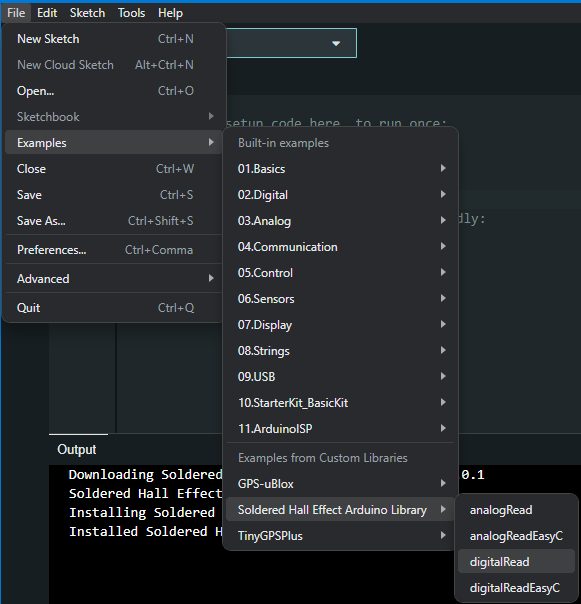 File Edit Sketch Tools Help
New Sketch Ctrl+N
New Cloud Sketch Alt+Ctrl+N
Open... Ctrl+O
Sketchbook
Examples
Close Ctrl+W
Save Ctrl+S
Save As... Ctrl+Shift+S
Preferences... Ctrl+Comma
Advanced
Quit Ctrl+Q
setup code here, to run once:
Built-in examples
01.Basics
02.Digital
03.Analog
04.Communication
05.Control
06.Sensors
07.Display
08.Strings
09.USB
10.StarterKit_BasicKit
11.ArduinoISP
Examples from Custom Libraries
GPS-uBlox
Soldered Hall Effect Arduino Library
TinyGPSPlus
analogRead
analogReadEasyC
digitalRead
digitalReadEasyC
dly:
Output
Downloading Soldered .0.1
Soldered Hall Effect
Installing Soldered
Installed Soldered H